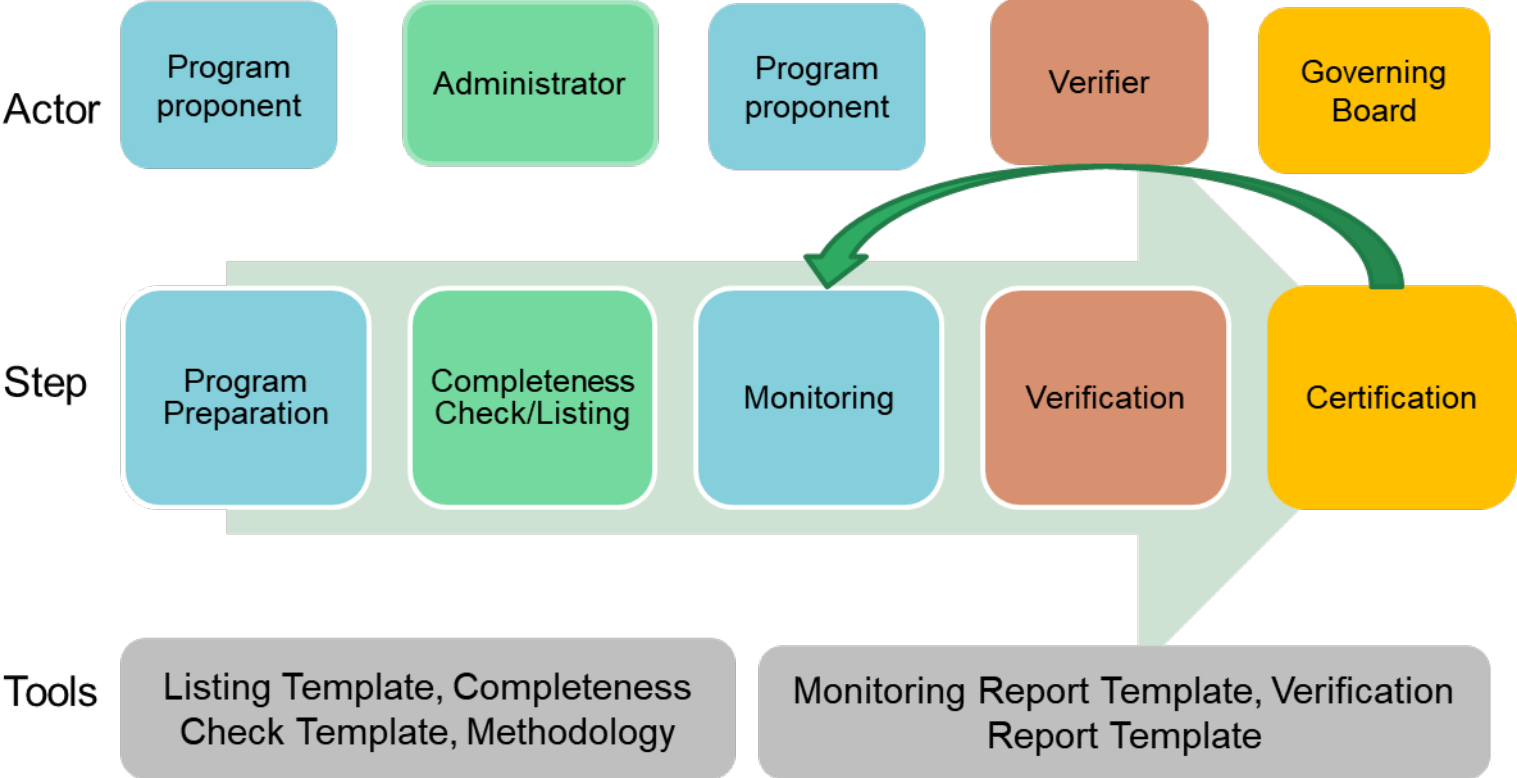 Actor
Program
proponent
Administrator
Program
proponent
Verifier
Governing
Board
Step
Program
Preparation
Completeness
Check/Listing
Monitoring
Verification
Certification
Tools
Listing Template, Completeness
Check Template, Methodology
Monitoring Report Template, Verification
Report Template